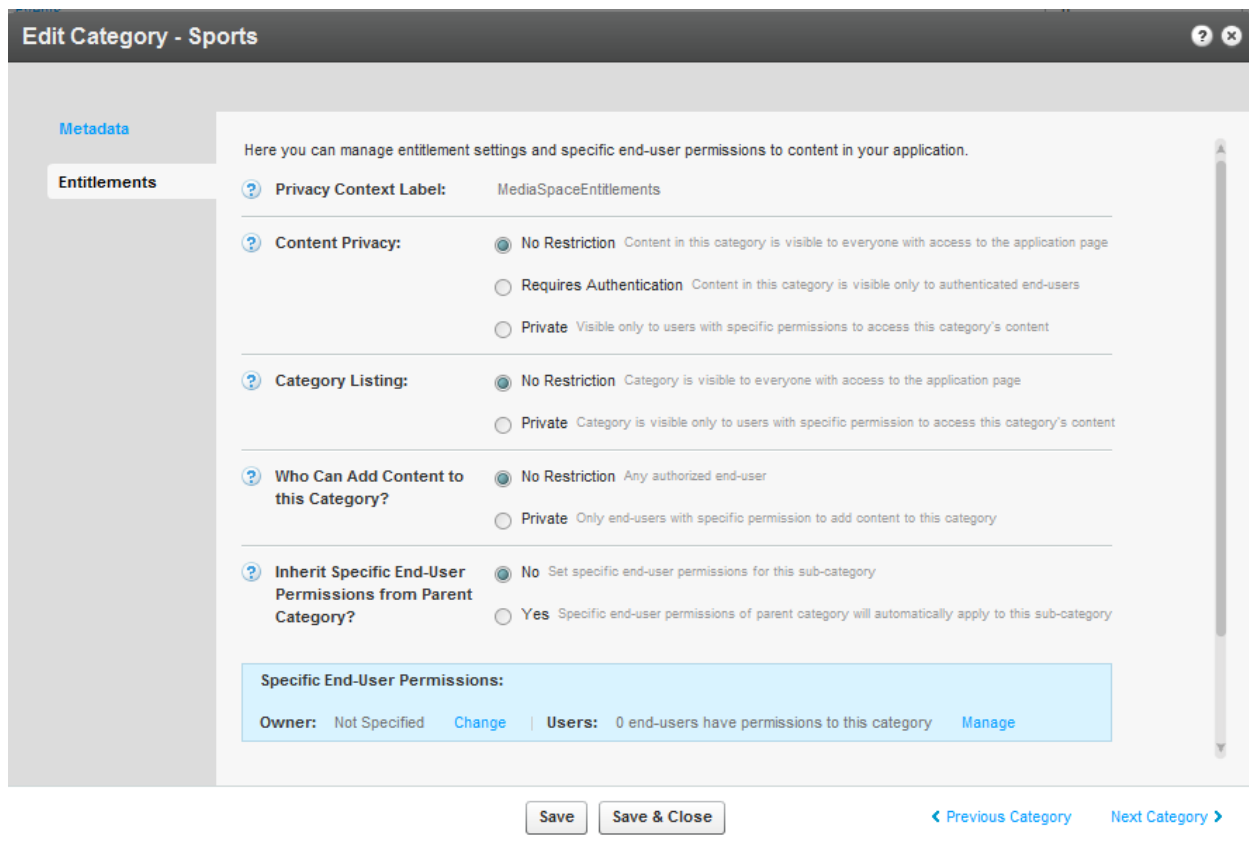 Edit Category - Sports
Metadata
Entitlements
Here you can manage entitlement settings and specific end-user permissions to content in your application.
Privacy Context Label: MediaSpaceEntitlements
Content Privacy: No Restriction Content in this category is visible to everyone with access to the application page
Requires Authentication Content in this category is visible only to authenticated end-users
Private Visible only to users with specific permissions to access this category's content
Category Listing: No Restriction Category is visible to everyone with access to the application page
Private Category is visible only to users with specific permission to access this category's content
Who Can Add Content to
this Category?
No Restriction Any authorized end-user
Private Only end-users with specific permission to add content to this category
Inherit Specific End-User
Permissions from Parent
Category?
No Set specific end-user permissions for this sub-category
Yes Specific end-user permissions of parent category will automatically apply to this sub-category
Specific End-User Permissions:
Owner: Not Specified Change | Users: 0 end-users have permissions to this category Manage
Save Save & Close Previous Category Next Category